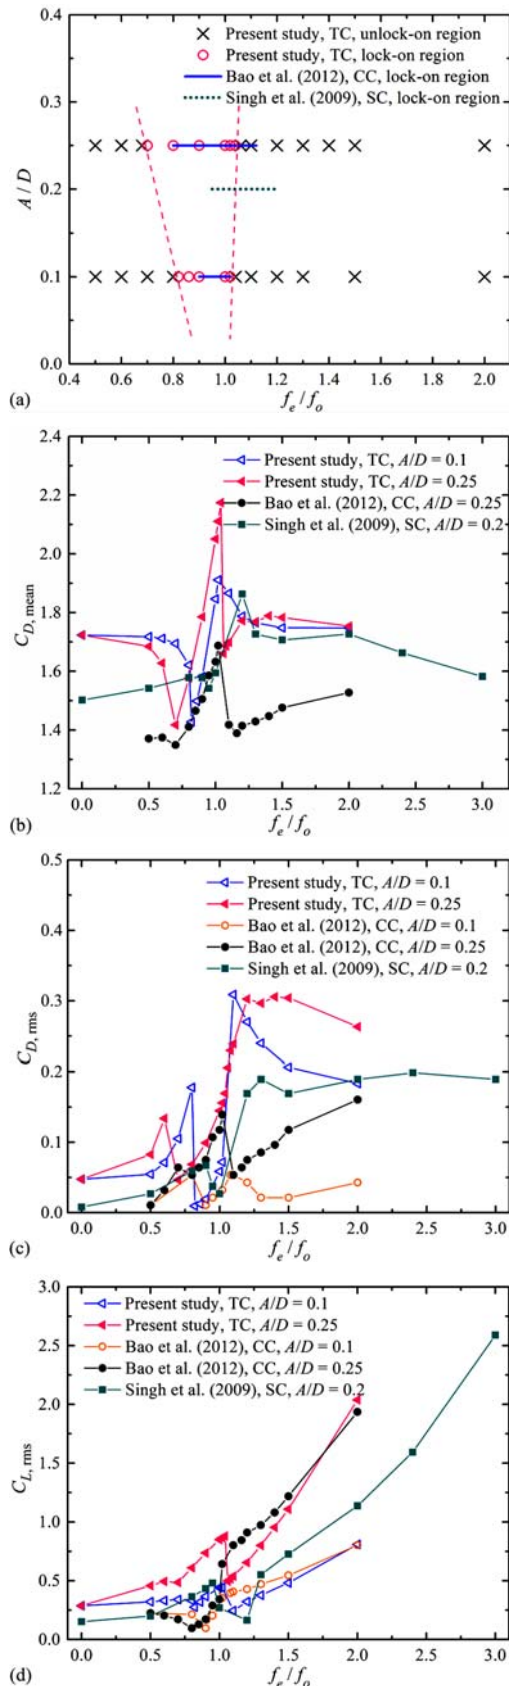 Present study, TC, unlock-on region
Present study, TC, lock-on region
Bao et al. (2012), CC, lock-on region
Singh et al. (2009), SC, lock-on region
0.4
0.3
0.2
0.1
0.0
A / D
0.4 0.6 0.8 1.0 1.2 1.4 1.6 1.8 2.0
(a)
fe / fo
Present study, TC, A/D = 0.1
Present study, TC, A/D = 0.25
Bao et al. (2012), CC, A/D = 0.25
Singh et al. (2009), SC, A/D = 0.2
2.4
2.2
2.0
1.8
1.6
1.4
1.2
CD, mean
0.0 0.5 1.0 1.5 2.0 2.5 3.0
(b)
fe / fo
Present study, TC, A/D = 0.1
Present study, TC, A/D = 0.25
Bao et al. (2012), CC, A/D = 0.1
Bao et al. (2012), CC, A/D = 0.25
Singh et al. (2009), SC, A/D = 0.2
0.5
0.4
0.3
0.2
0.1
0.0
CD, rms
0.0 0.5 1.0 1.5 2.0 2.5 3.0
(c)
fe / fo
Present study, TC, A/D = 0.1
Present study, TC, A/D = 0.25
Bao et al. (2012), CC, A/D = 0.1
Bao et al. (2012), CC, A/D = 0.25
Singh et al. (2009), SC, A/D = 0.2
3.0
2.5
2.0
1.5
1.0
0.5
0.0
CL, rms
0.0 0.5 1.0 1.5 2.0 2.5 3.0
(d)
fe / fo